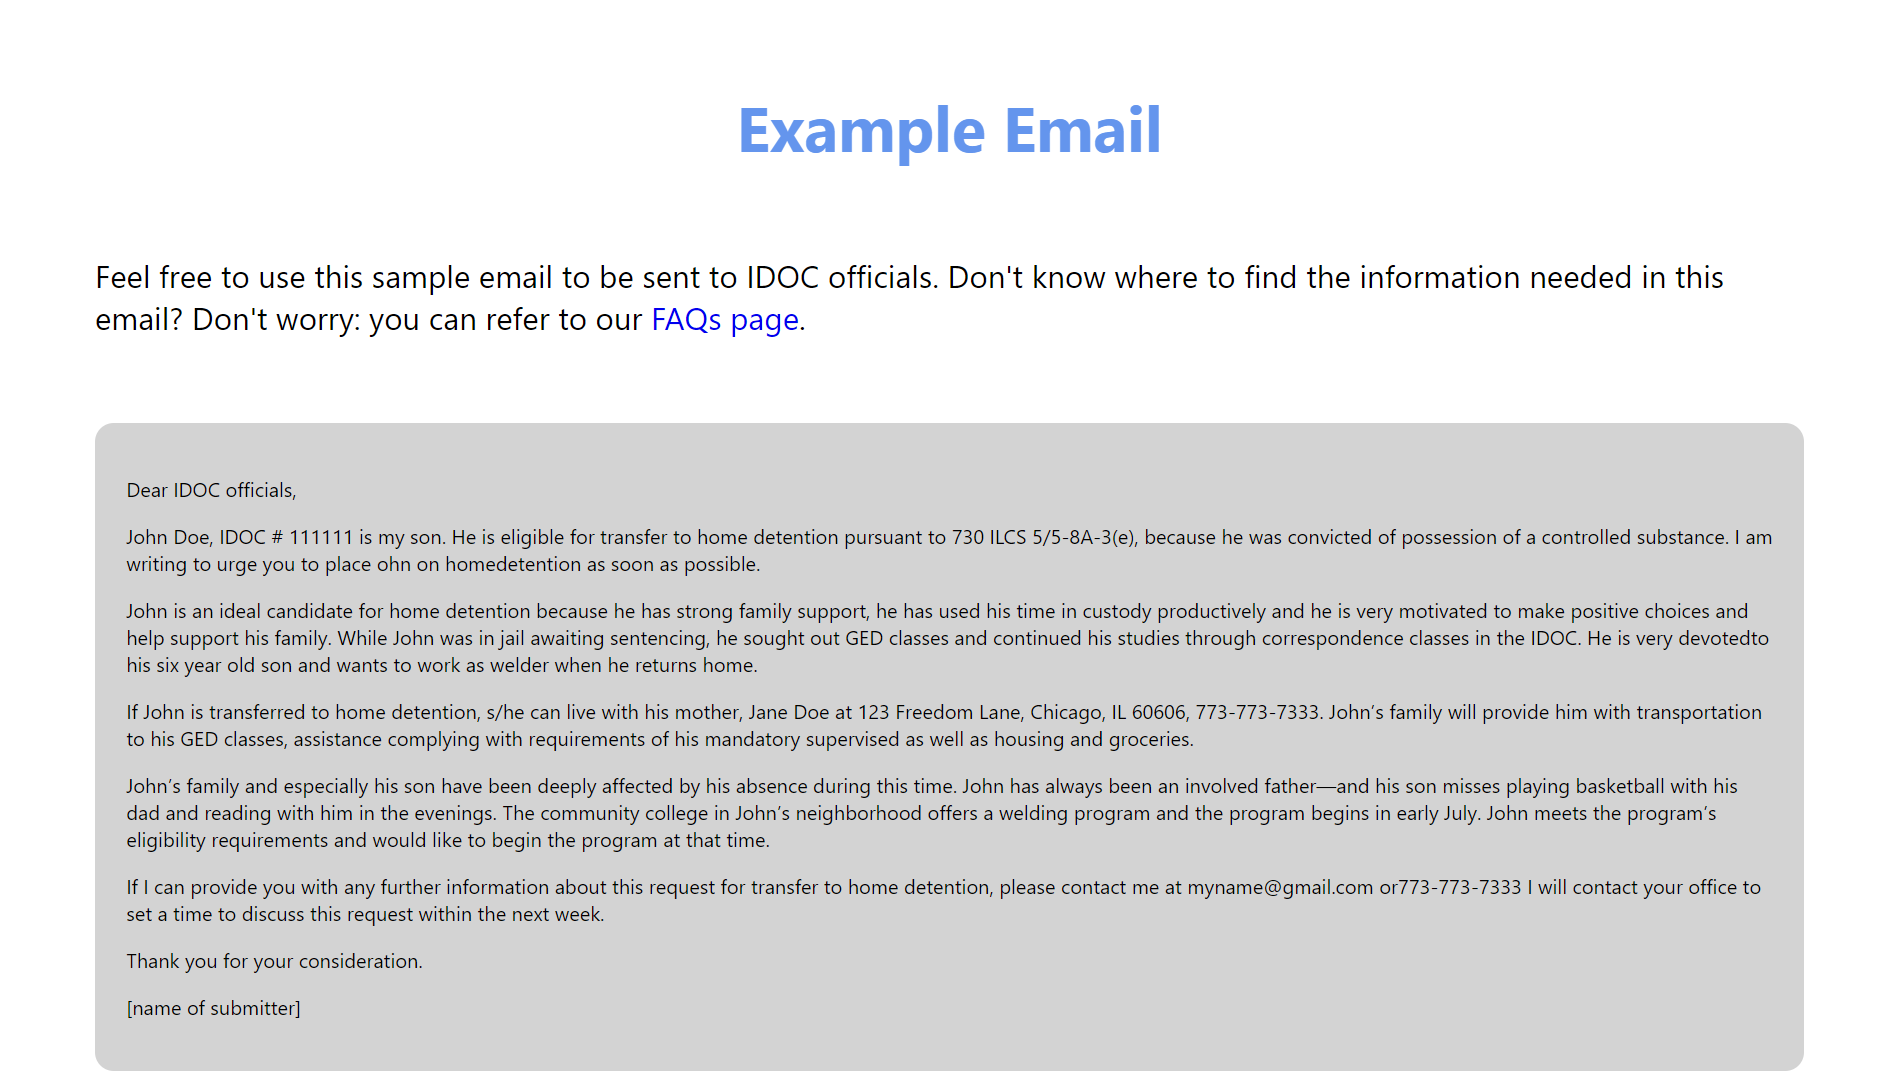 Example Email
Feel free to use this sample email to be sent to IDOC officials. Don't know where to find the information needed in this
email? Don't worry: you can refer to our FAQs page.
Dear IDOC officials,
John Doe, IDOC # 111111 is my son. He is eligible for transfer to home detention pursuant to 730 ILCS 5/5-8A-3(e), because he was convicted of possession of a controlled substance. I am
writing to urge you to place ohn on homedetention as soon as possible.
John is an ideal candidate for home detention because he has strong family support, he has used his time in custody productively and he is very motivated to make positive choices and
help support his family. While John was in jail awaiting sentencing, he sought out GED classes and continued his studies through correspondence classes in the IDOC. He is very devotedto
his six year old son and wants to work as welder when he returns home.
If John is transferred to home detention, s/he can live with his mother, Jane Doe at 123 Freedom Lane, Chicago, IL 60606, 773-773-7333. John’s family will provide him with transportation
to his GED classes, assistance complying with requirements of his mandatory supervised as well as housing and groceries.
John’s family and especially his son have been deeply affected by his absence during this time. John has always been an involved father—and his son misses playing basketball with his
dad and reading with him in the evenings. The community college in John’s neighborhood offers a welding program and the program begins in early July. John meets the program’s
eligibility requirements and would like to begin the program at that time.
If I can provide you with any further information about this request for transfer to home detention, please contact me at myname@gmail.com or773-773-7333 I will contact your office to
set a time to discuss this request within the next week.
Thank you for your consideration.
[name of submitter]